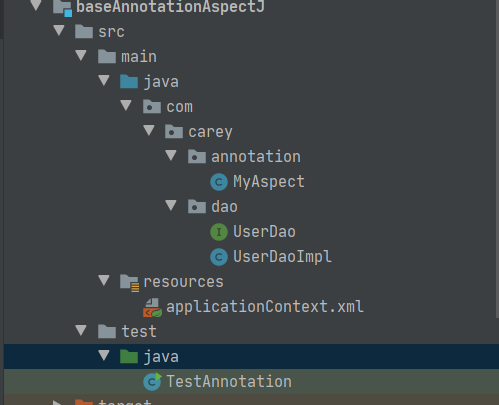 baseAnnotationAspectJ
src
main
java
com
carey
annotation
C MyAspect
dao
I UserDao
C UserDaoImpl
resources
applicationContext.xml
test
java
C TestAnnotation
target